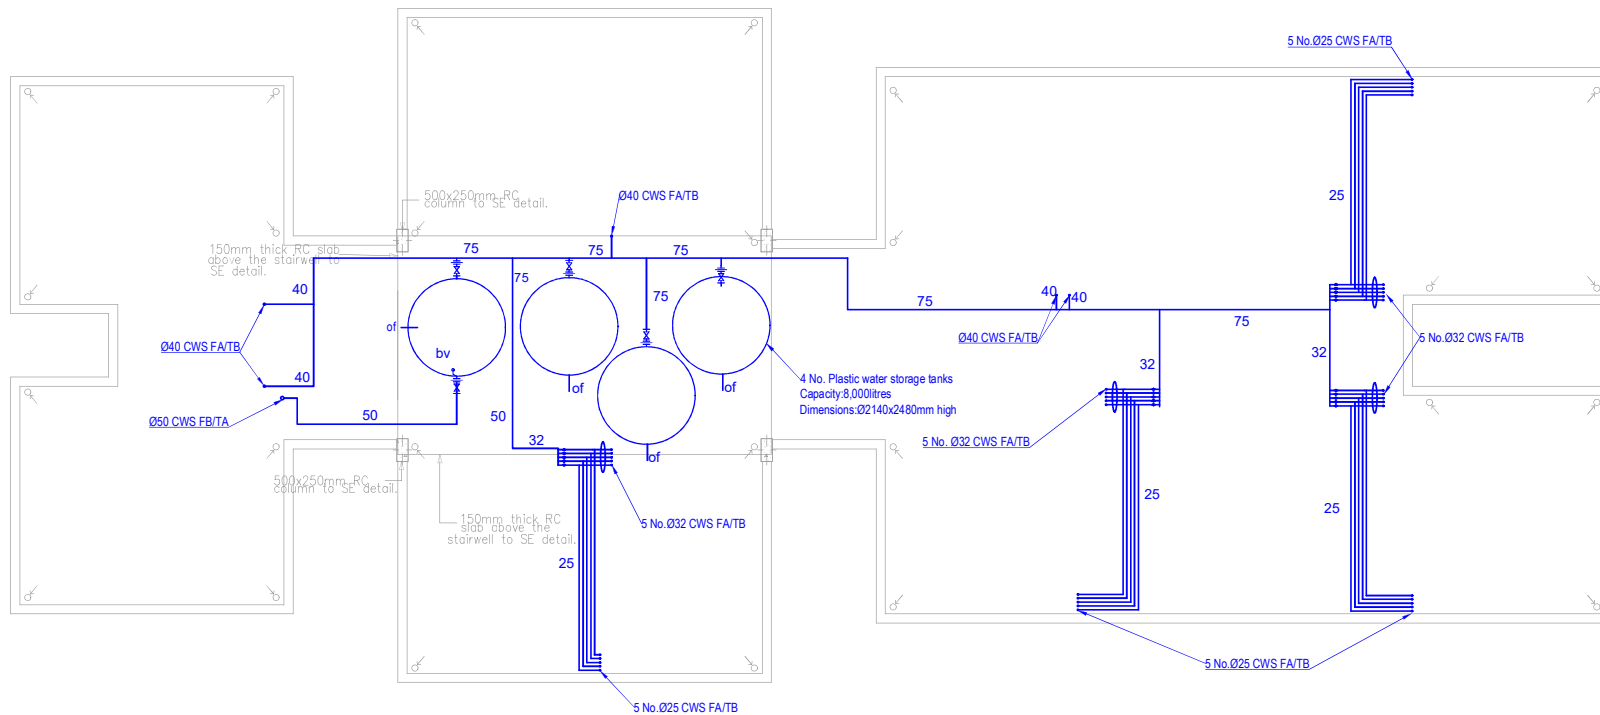 5 No.Ø25 CWS FA/TB
500x250mm RC
column to SE detail.
Ø40 CWS FA/TB
25
150mm thick RC slab
above the stairwell to
SE detail.
75
75
75
75
40
75
40
40
75
75
of
Ø40 CWS FA/TB
bv
40
Ø40 CWS FA/TB
5 No.Ø32 CWS FA/TB
32
32
4 No. Plastic water storage tanks
Capacity:8,000litres
Dimensions:Ø2140x2480mm high
of
of
Ø50 CWS FB/TA
50
50
32
5 No. Ø32 CWS FA/TB
of
500x250mm RC
column to SE detail.
25
25
150mm thick RC
slab above the
stairwell to SE detail.
5 No.Ø32 CWS FA/TB
25
5 No.Ø25 CWS FA/TB
5 No.Ø25 CWS FA/TB